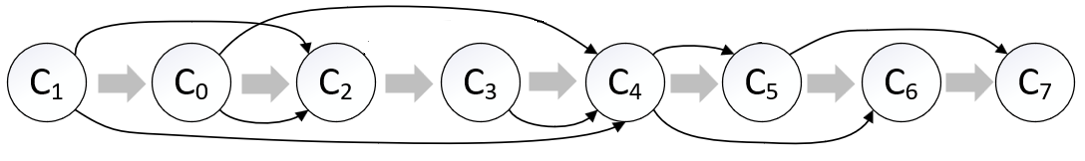 C₁ C₀ C₂ C₃ C₄ C₅ C₆ C₇